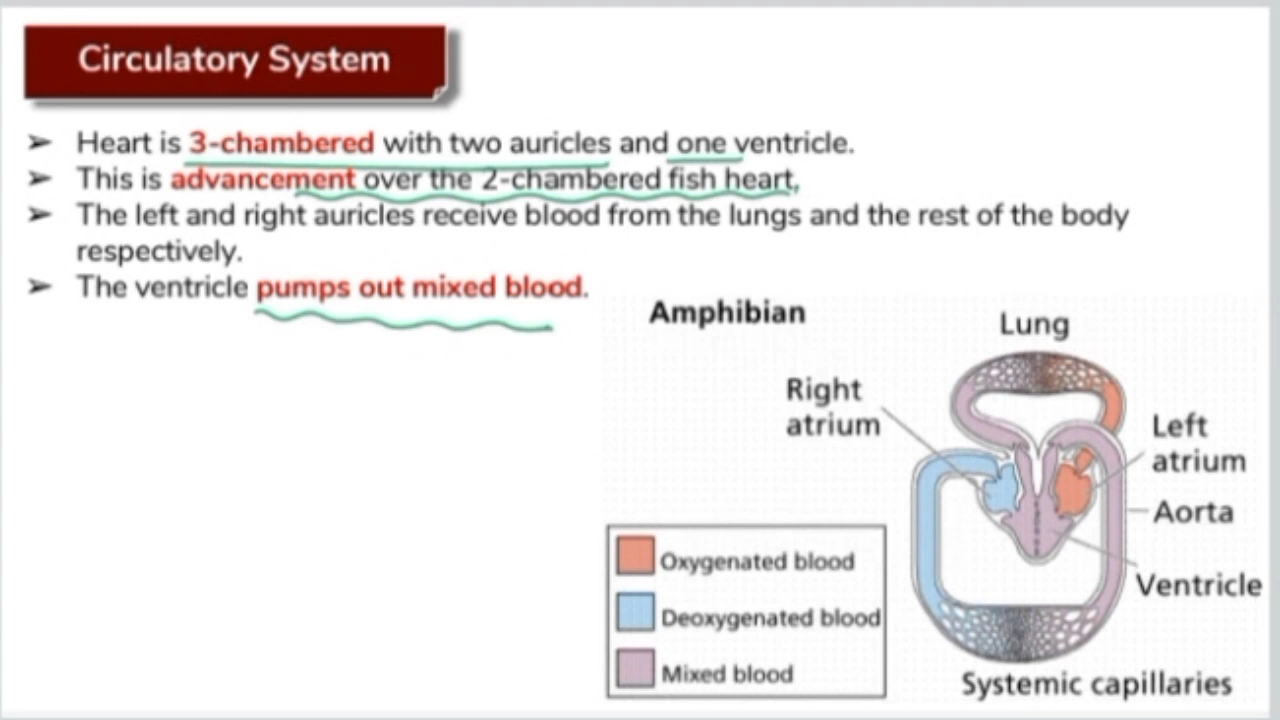 Circulatory System
➢ Heart is 3-chambered with two auricles and one ventricle.
➢ This is advancement over the 2-chambered fish heart,
➢ The left and right auricles receive blood from the lungs and the rest of the body
respectively.
➢ The ventricle pumps out mixed blood.
Amphibian
Lung
Right
atrium
Left
atrium
Aorta
Ventricle
Oxygenated blood
Deoxygenated blood
Mixed blood
Systemic capillaries